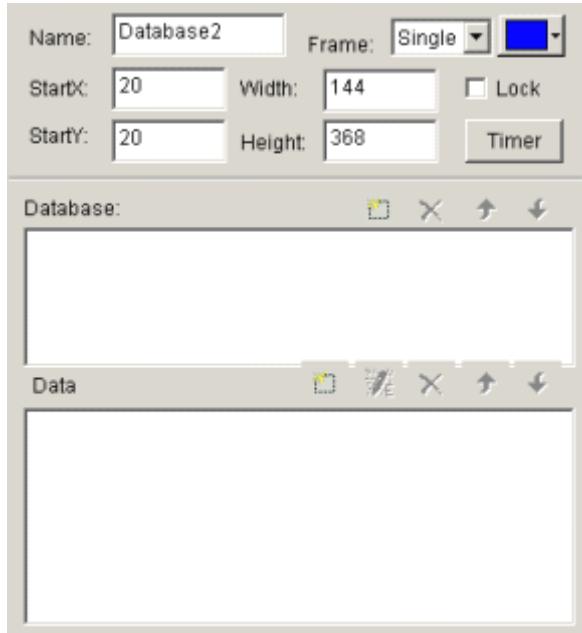 Name: Database2 Frame: Single
StartX: 20 Width: 144 Lock
StartY: 20 Height: 368 Timer
Database:
Data